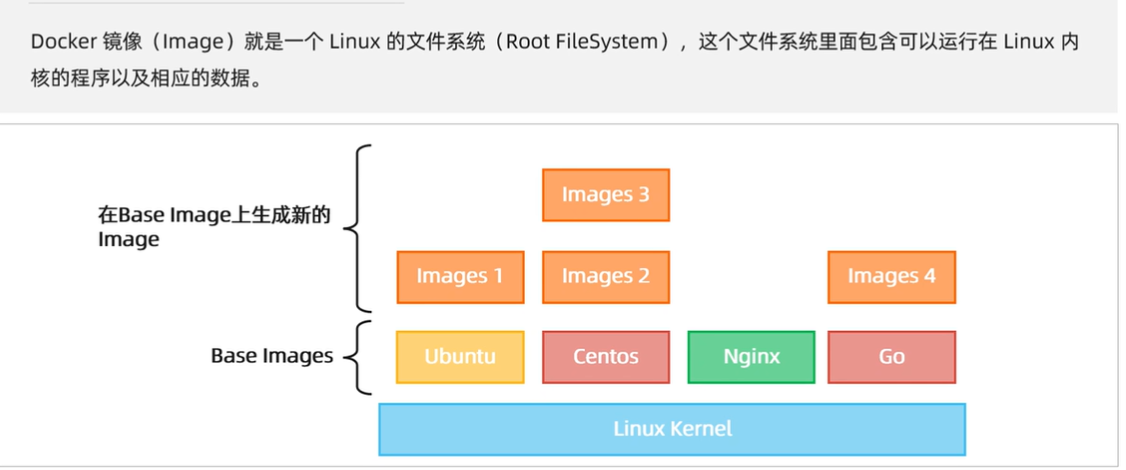 Docker 镜像（Image）就是一个 Linux 的文件系统（Root FileSystem），这个文件系统里面包含可以运行在 Linux 内
核的程序以及相应的数据。
Images 3
在Base Image上生成新的
Image
Images 1 Images 2 Images 4
Base Images Ubuntu Centos Nginx Go
Linux Kernel